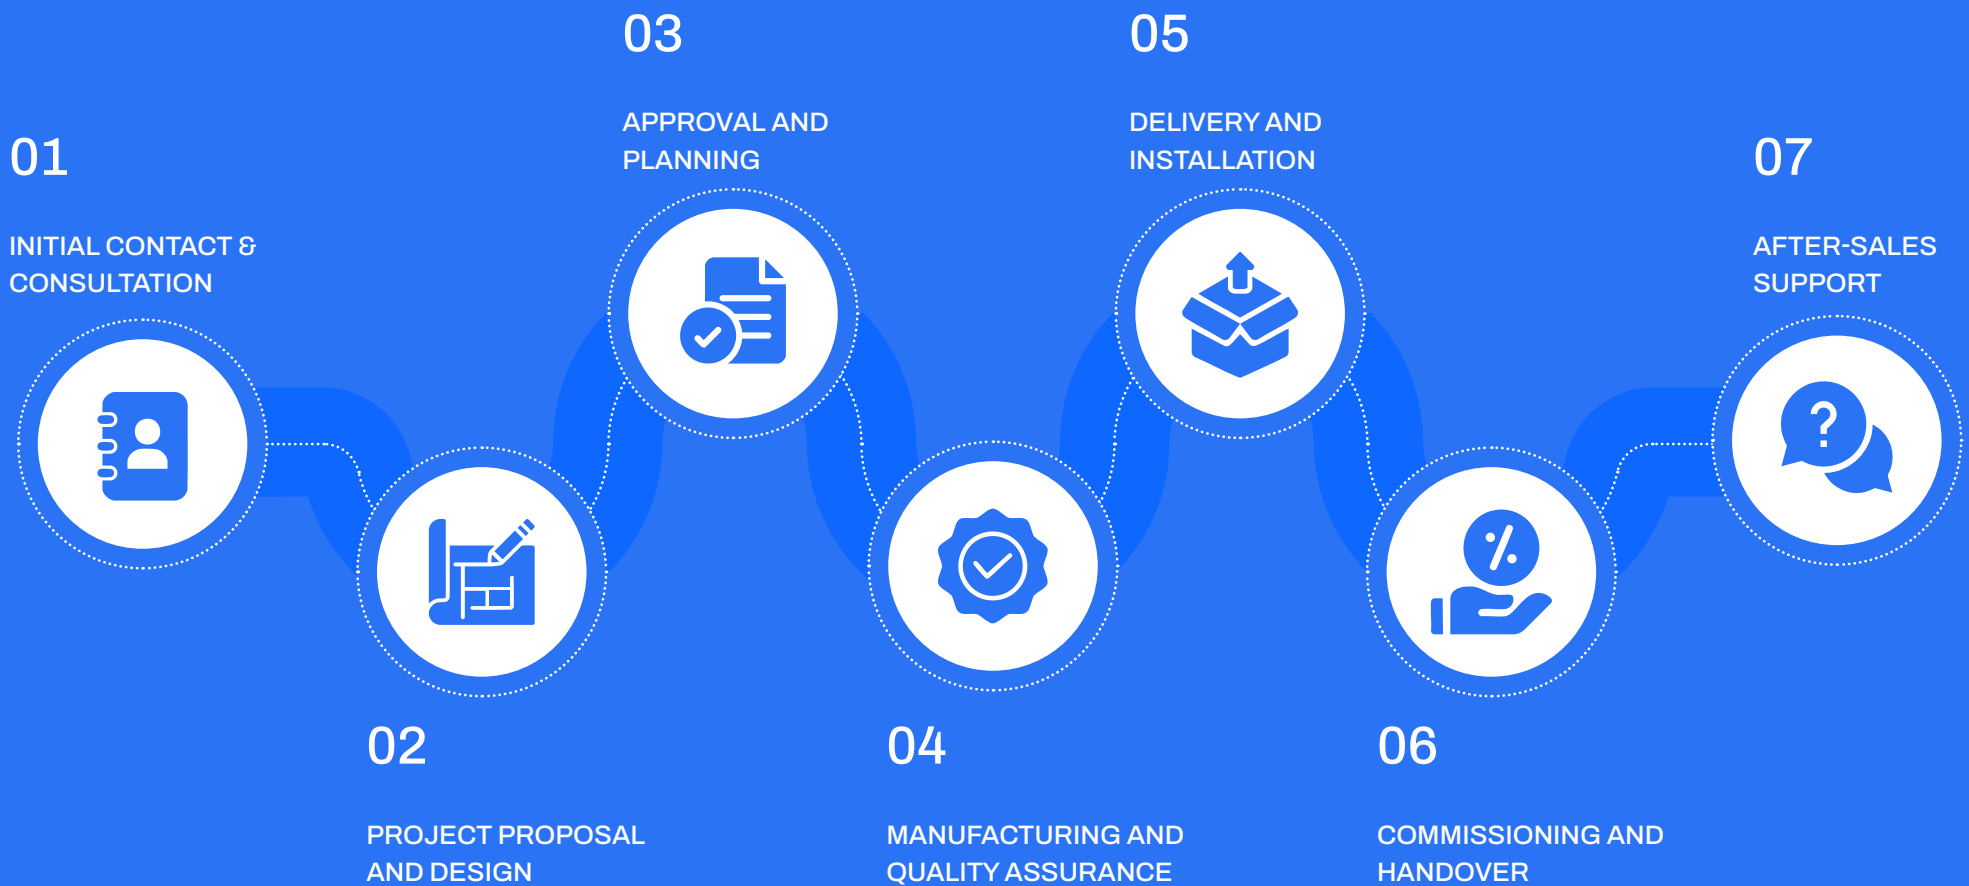 01
INITIAL CONTACT &
CONSULTATION
02
PROJECT PROPOSAL
AND DESIGN
03
APPROVAL AND
PLANNING
04
MANUFACTURING AND
QUALITY ASSURANCE
05
DELIVERY AND
INSTALLATION
06
COMMISSIONING AND
HANDOVER
07
AFTER-SALES
SUPPORT